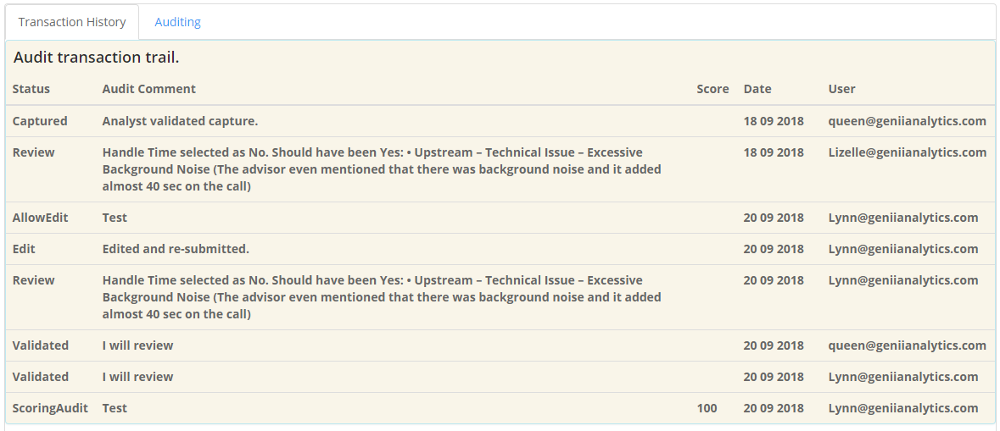 Transaction History Auditing
Audit transaction trail.
Status Audit Comment Score Date User
Captured Analyst validated capture. 18 09 2018 queen@geniianalytics.com
Review Handle Time selected as No. Should have been Yes: • Upstream – Technical Issue – Excessive 18 09 2018 Lizelle@geniianalytics.com
Background Noise (The advisor even mentioned that there was background noise and it added
almost 40 sec on the call)
AllowEdit Test 20 09 2018 Lynn@geniianalytics.com
Edit Edited and re-submitted. 20 09 2018 Lynn@geniianalytics.com
Review Handle Time selected as No. Should have been Yes: • Upstream – Technical Issue – Excessive 20 09 2018 Lynn@geniianalytics.com
Background Noise (The advisor even mentioned that there was background noise and it added
almost 40 sec on the call)
Validated I will review 20 09 2018 queen@geniianalytics.com
Validated I will review 20 09 2018 Lynn@geniianalytics.com
ScoringAudit Test 100 20 09 2018 Lynn@geniianalytics.com